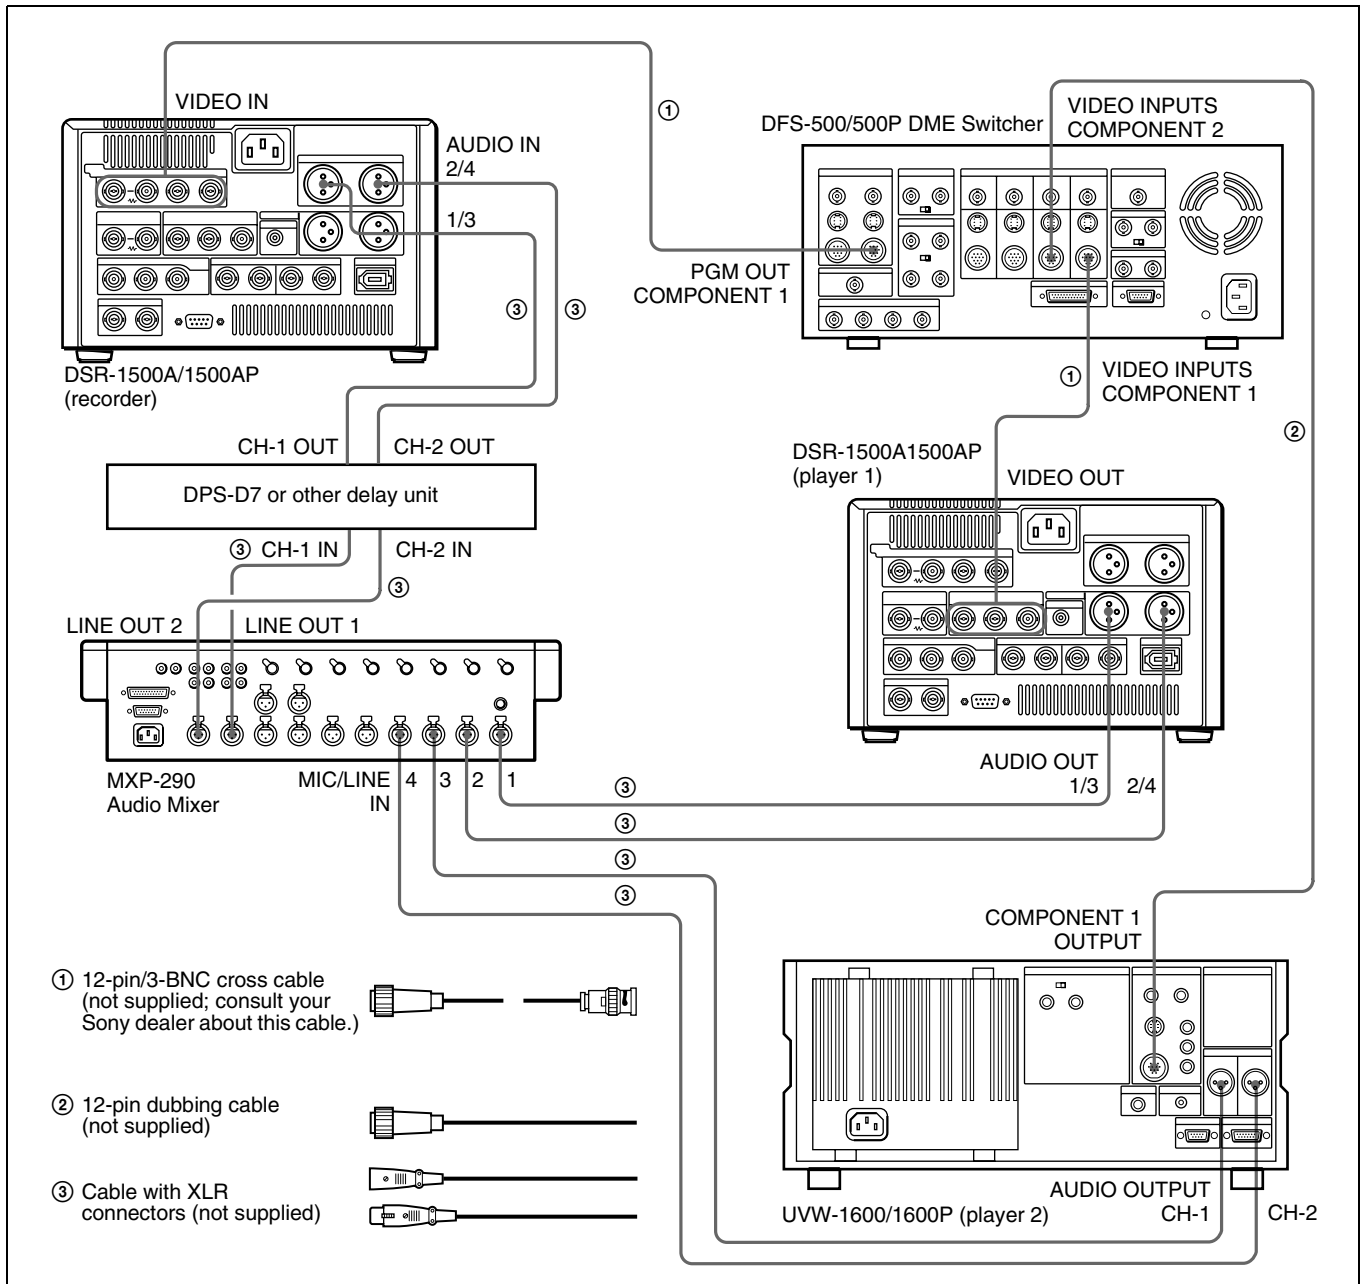 VIDEO IN
①
VIDEO INPUTS
COMPONENT 2
DFS-500/500P DME Switcher
AUDIO IN
2/4
1/3
PGM OUT
COMPONENT 1
③
③
DSR-1500A/1500AP
(recorder)
①
VIDEO INPUTS
COMPONENT 1
②
CH-1 OUT
CH-2 OUT
DSR-1500A1500AP
(player 1)
VIDEO OUT
DPS-D7 or other delay unit
③ CH-1 IN
CH-2 IN
③
LINE OUT 2
LINE OUT 1
MXP-290
Audio Mixer
MIC/LINE
IN
4
3
2
1
AUDIO OUT
1/3
2/4
③
③
③
③
COMPONENT 1
OUTPUT
① 12-pin/3-BNC cross cable
(not supplied; consult your
Sony dealer about this cable.)
② 12-pin dubbing cable
(not supplied)
③ Cable with XLR
connectors (not supplied)
UVW-1600/1600P (player 2)
AUDIO OUTPUT
CH-1
CH-2